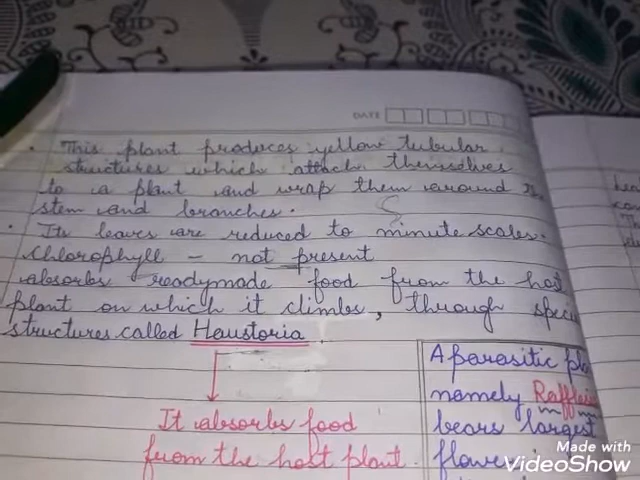 DATE
This plant produces yellow tubular
structures which attach themselves
to a plant and wrap them around
stem and branches.
Its leaves are reduced to minute scales.
Chlorophyll - not present
absorbs readymade food from the
plant on which it climbs, through
structures called Haustoria.
It absorbs food
from the host plant.
A parasitic
namely
bears largest
flower
Made with
VideoShow